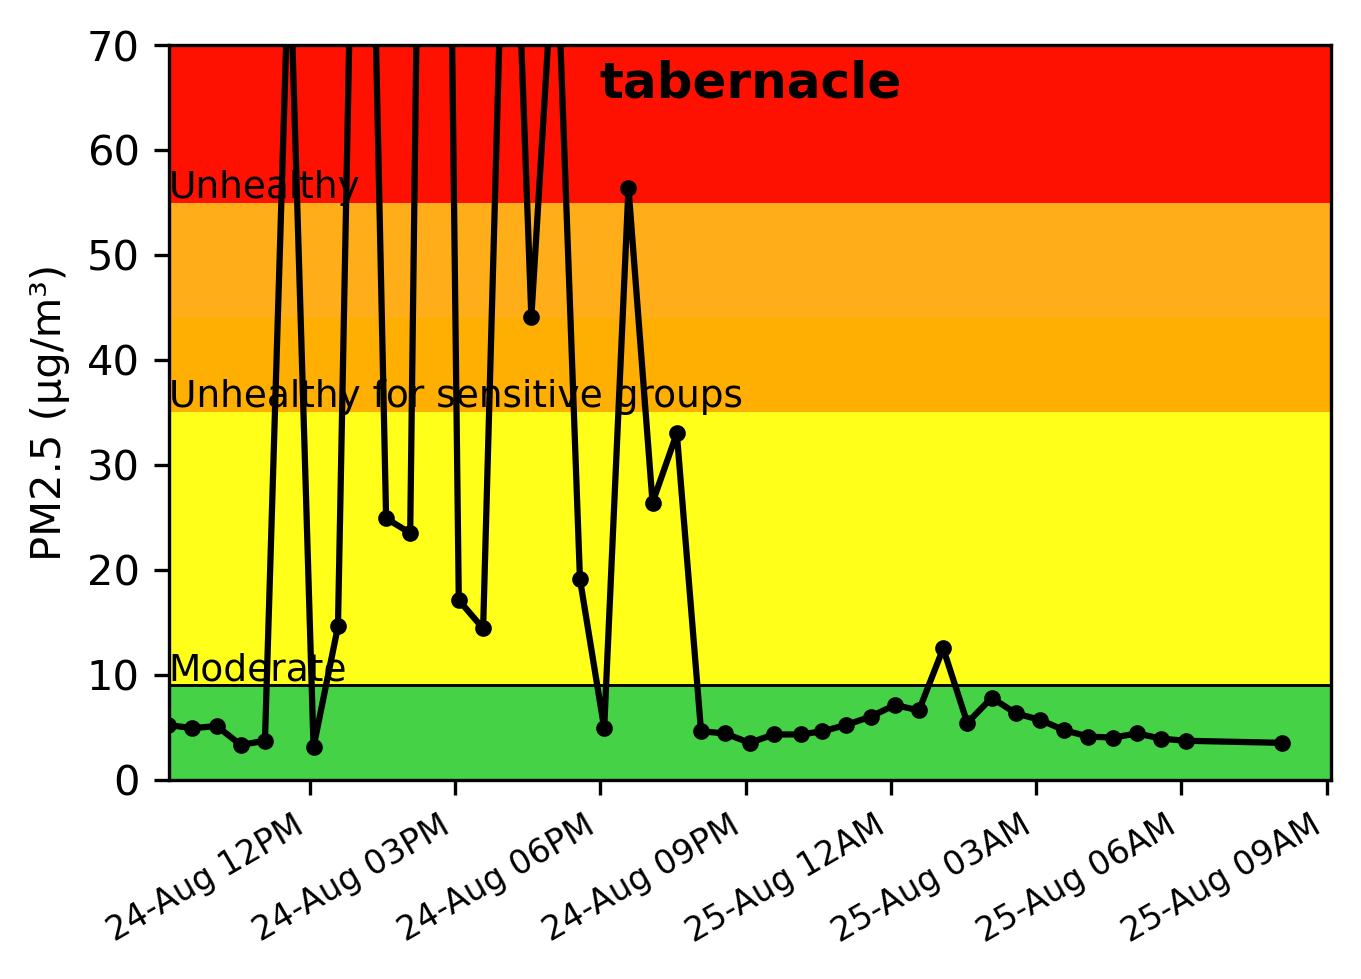 tabernacle
PM2.5 (µg/m³)
70
60
50
40
30
20
10
0
Unhealthy
Unhealthy for sensitive groups
Moderate
24-Aug 12PM
24-Aug 03PM
24-Aug 06PM
24-Aug 09PM
25-Aug 12AM
25-Aug 03AM
25-Aug 06AM
25-Aug 09AM